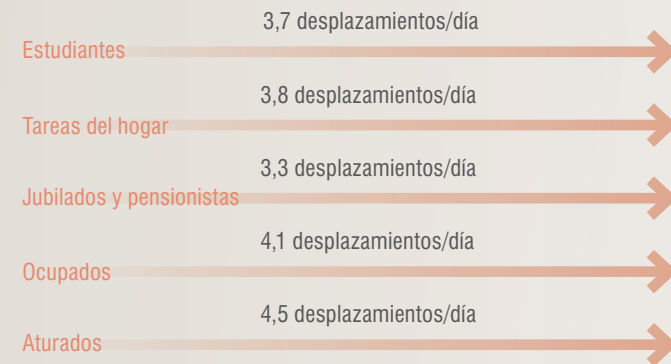 3,7 desplazamientos/día
Estudiantes
3,8 desplazamientos/día
Tareas del hogar
3,3 desplazamientos/día
Jubilados y pensionistas
4,1 desplazamientos/día
Ocupados
4,5 desplazamientos/día
Aturados